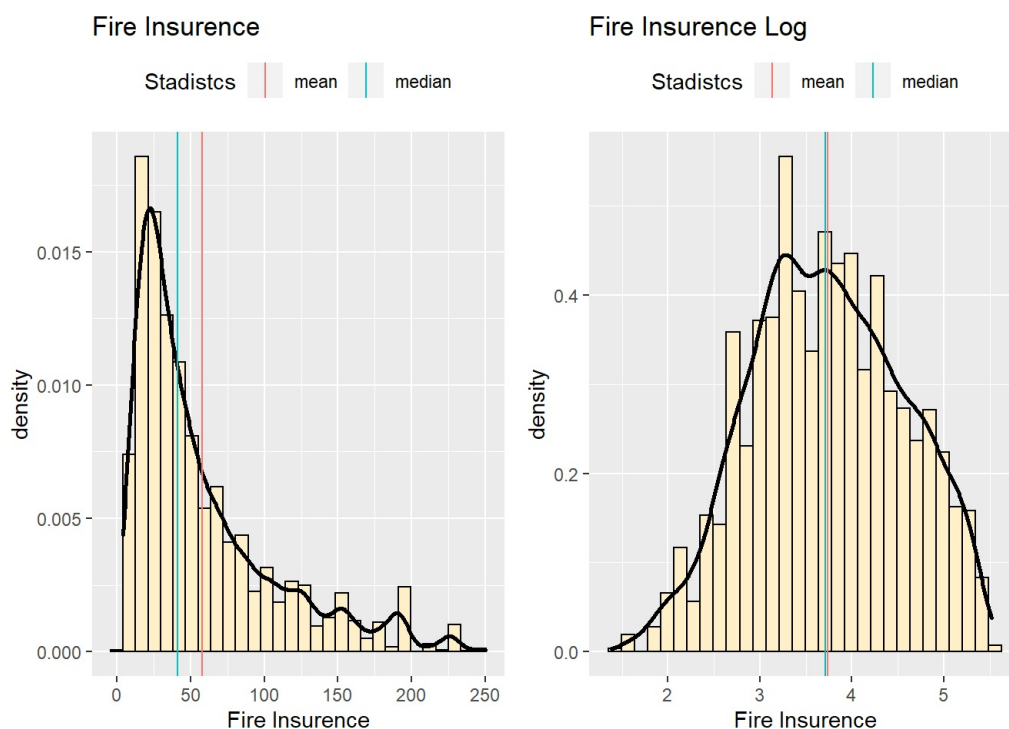 Fire Insurence
Stadistcs mean median
0.015
0.010
0.005
0.000
density
0 50 100 150 200 250
Fire Insurence
Fire Insurence Log
Stadistcs mean median
0.4
0.2
0.0
density
2 3 4 5
Fire Insurence